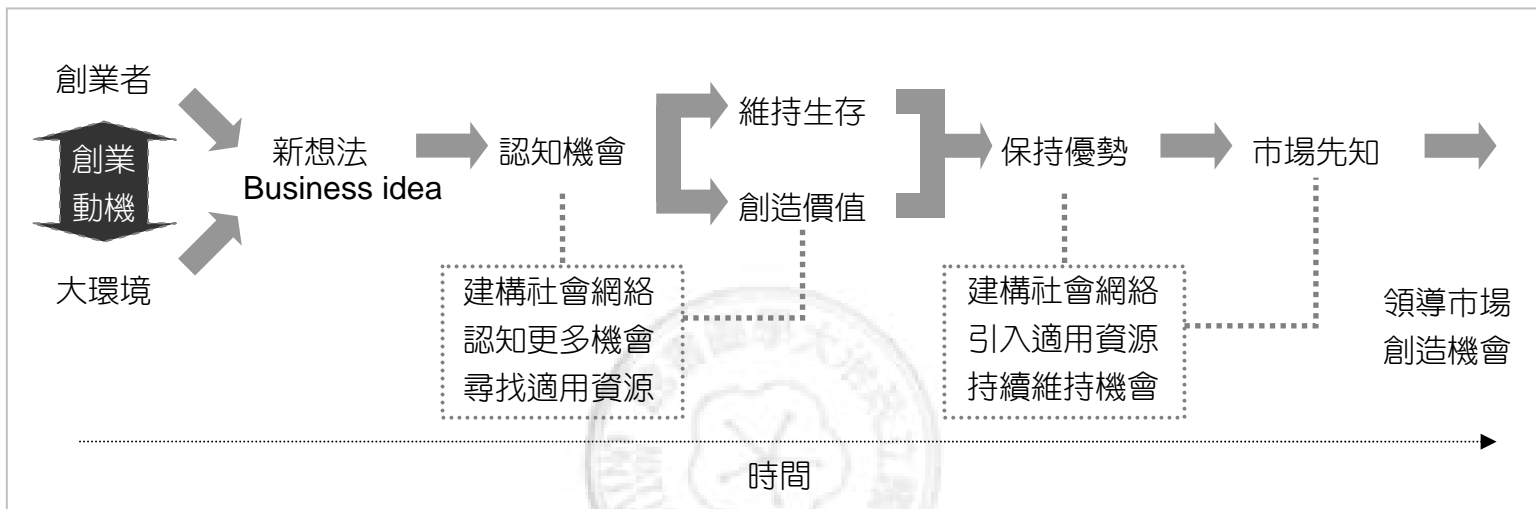 創業者
創業
動機
大環境
新想法
Business idea
認知機會
維持生存
創造價值
保持優勢
市場先知
建構社會網絡
認知更多機會
尋找適用資源
建構社會網絡
引入適用資源
持續維持機會
領導市場
創造機會
時間